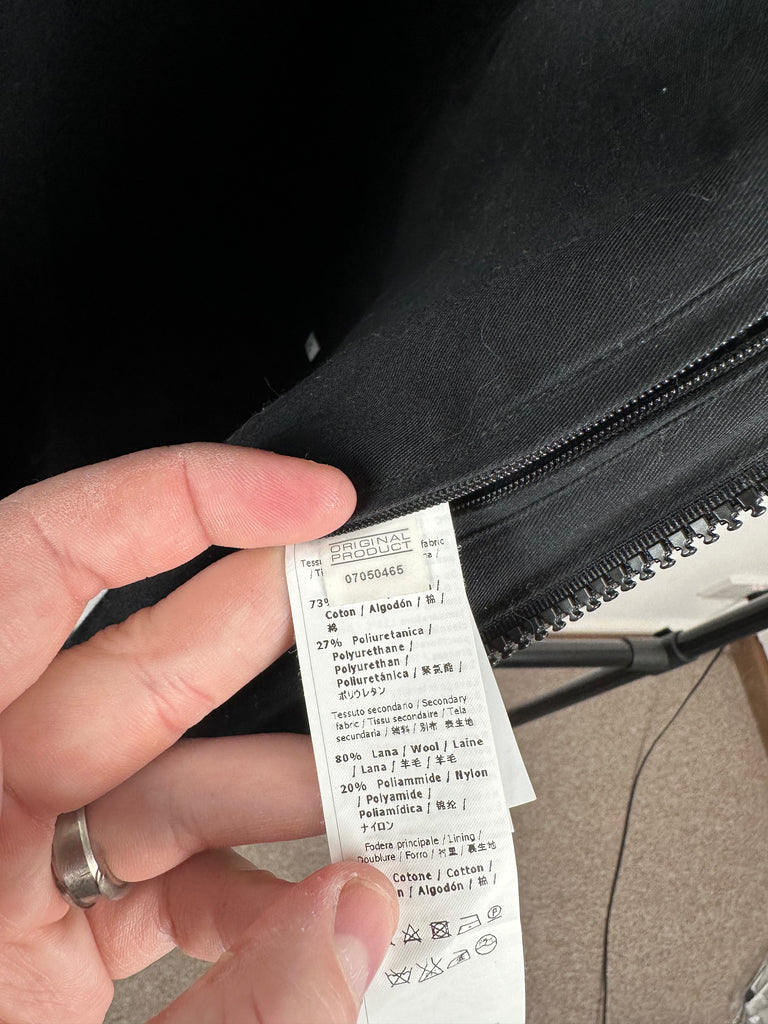 ORIGINAL
PRODUCT
07050465
fabric
73%
Coton / Algodón / 棉 /
綿
27% Poliuretanica /
Polyurethane /
Polyurethan /
Poliuretánica / 聚氨酯 /
ポリウレタン
Tessuto secondario / Secondary
fabric / Tissu secondaire / Tela
secundaria / 辅料 / 別布 表生地
80% Lana / Wool / Laine
/ Lana / 羊毛 / 羊毛
20% Poliammide / Nylon
/ Polyamide /
Poliamídica / 锦纶 /
ナイロン
Fodera principale / Lining /
Doublure / Forro / 衬里 / 裏生地
Cotone / Cotton /
Algodón / 棉 /